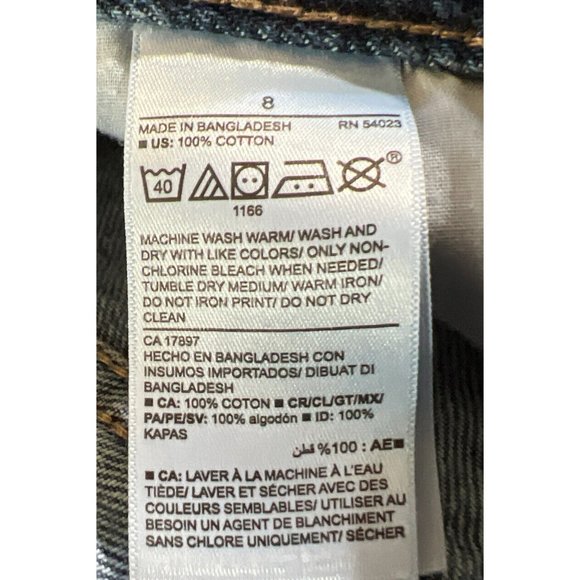 8
MADE IN BANGLADESH RN 54023
■ US: 100% COTTON
40 ®
1166
MACHINE WASH WARM/ WASH AND
DRY WITH LIKE COLORS/ ONLY NON-
CHLORINE BLEACH WHEN NEEDED/
TUMBLE DRY MEDIUM/ WARM IRON/
DO NOT IRON PRINT/ DO NOT DRY
CLEAN
CA 17897
HECHO EN BANGLADESH CON
INSUMOS IMPORTADOS/ DIBUAT DI
BANGLADESH
■ CA: 100% COTON ■ CR/CL/GT/MX/
PA/PE/SV: 100% algodón ■ ID: 100%
KAPAS
■AE : 100% قطن
■ CA: LAVER À LA MACHINE À L'EAU
TIÈDE/ LAVER ET SÉCHER AVEC DES
COULEURS SEMBLABLES/ UTILISER AU
BESOIN UN AGENT DE BLANCHIMENT
SANS CHLORE UNIQUEMENT/ SÉCHER